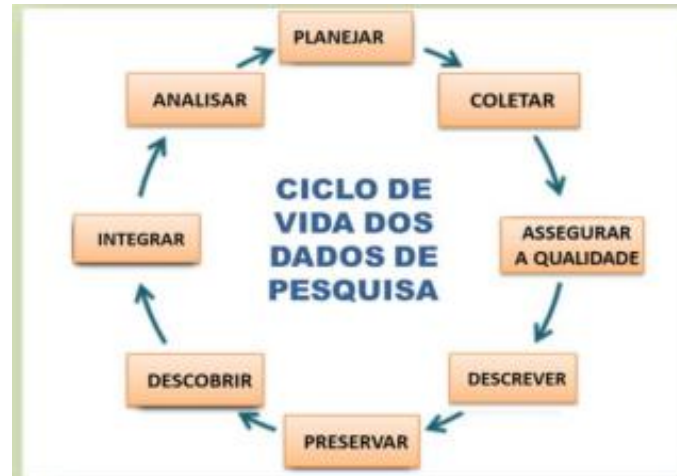 PLANEJAR
COLETAR
ASSEGURAR
A QUALIDADE
DESCREVER
PRESERVAR
DESCOBRIR
INTEGRAR
ANALISAR
CICLO DE
VIDA DOS
DADOS DE
PESQUISA